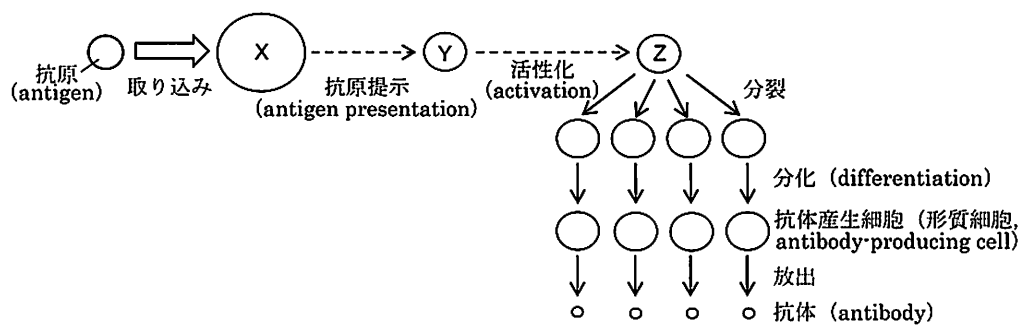 抗原
(antigen)
取り込み
X
抗原提示
(antigen presentation)
Y
活性化
(activation)
Z
分裂
分化 (differentiation)
抗体産生細胞 (形質細胞,
antibody-producing cell)
放出
抗体 (antibody)